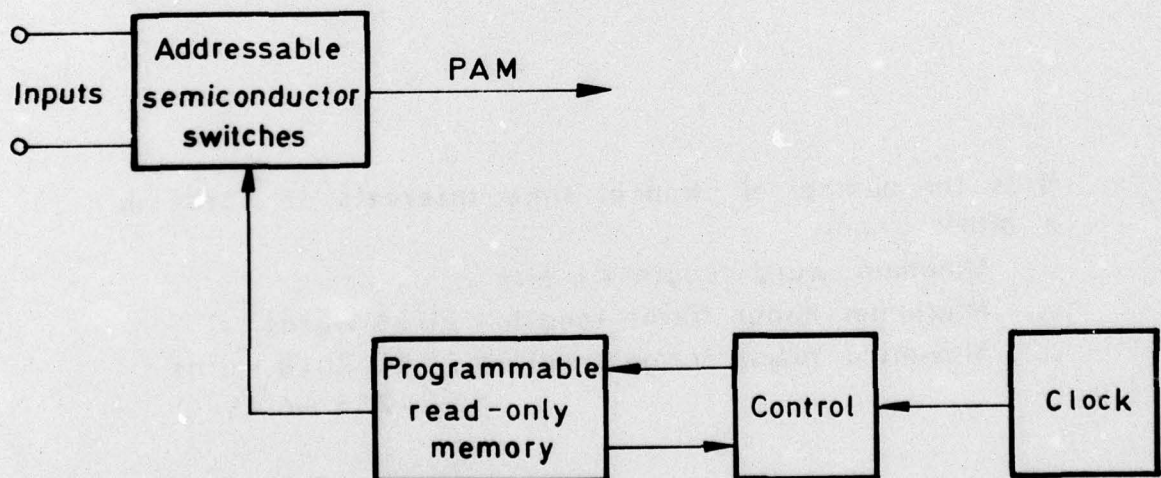 Addressable
semiconductor
switches
Inputs
PAM
Programmable
read-only
memory
Control
Clock